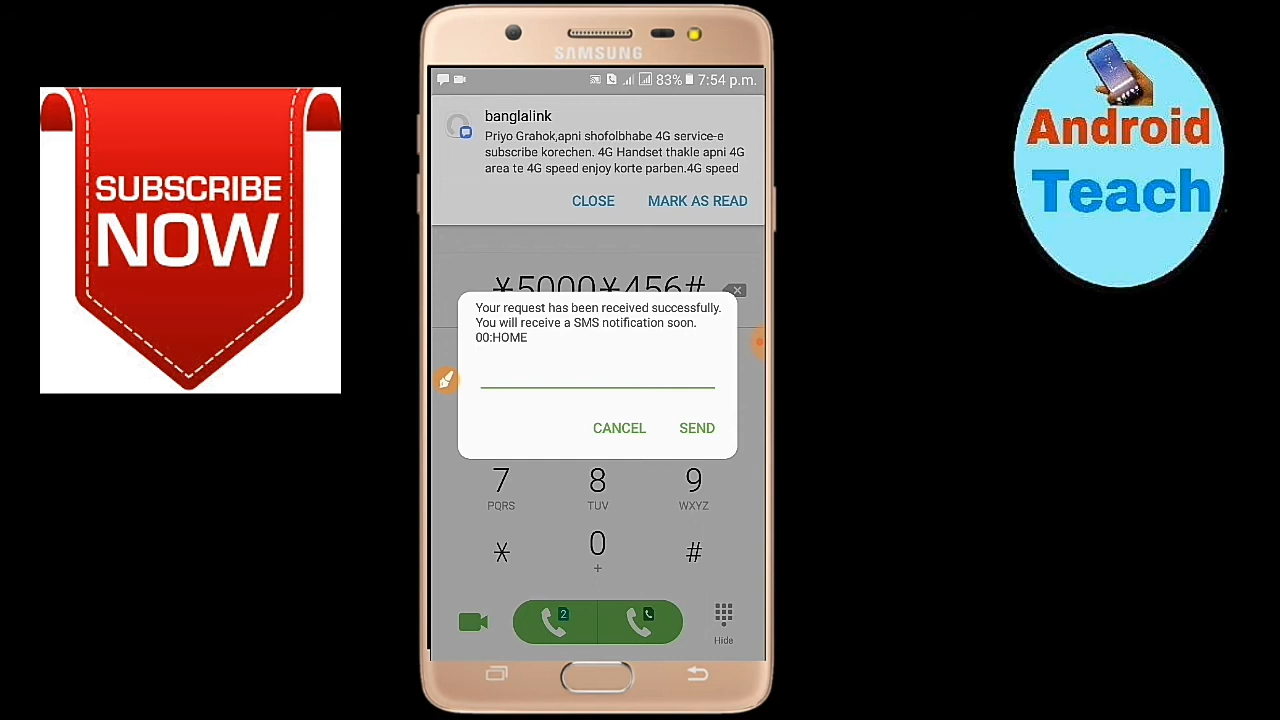 SUBSCRIBE
NOW
SAMSUNG
83% 7:54 p.m.
banglalink
Priyo Grahok,apni shofolbhabe 4G service-e
subscribe korechen. 4G Handset thakle apni 4G
area te 4G speed enjoy korte parben.4G speed
CLOSE MARK AS READ
*5000*456#
Your request has been received successfully.
You will receive a SMS notification soon.
00:HOME
CANCEL SEND
7 8 9
PQRS TUV WXYZ
* 0 #
+
2
Hide
Android
Teach